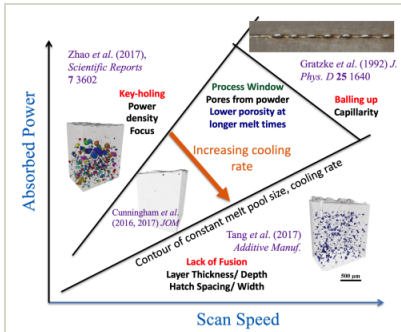 Zhao et al. (2017),
Scientific Reports
7 3602
Gratzke et al. (1992) J.
Phys. D 25 1640
Key-holing
Power
density
Focus
Process Window
Pores from powder
Lower porosity at
longer melt times
Balling up
Capillarity
Increasing cooling
rate
Cunningham et al.
(2016, 2017) JOM
Contour of constant melt pool size, cooling rate
Tang et al. (2017)
Additive Manuf.
Lack of Fusion
Layer Thickness/ Depth
Hatch Spacing/ Width
500 μm
Absorbed Power
Scan Speed